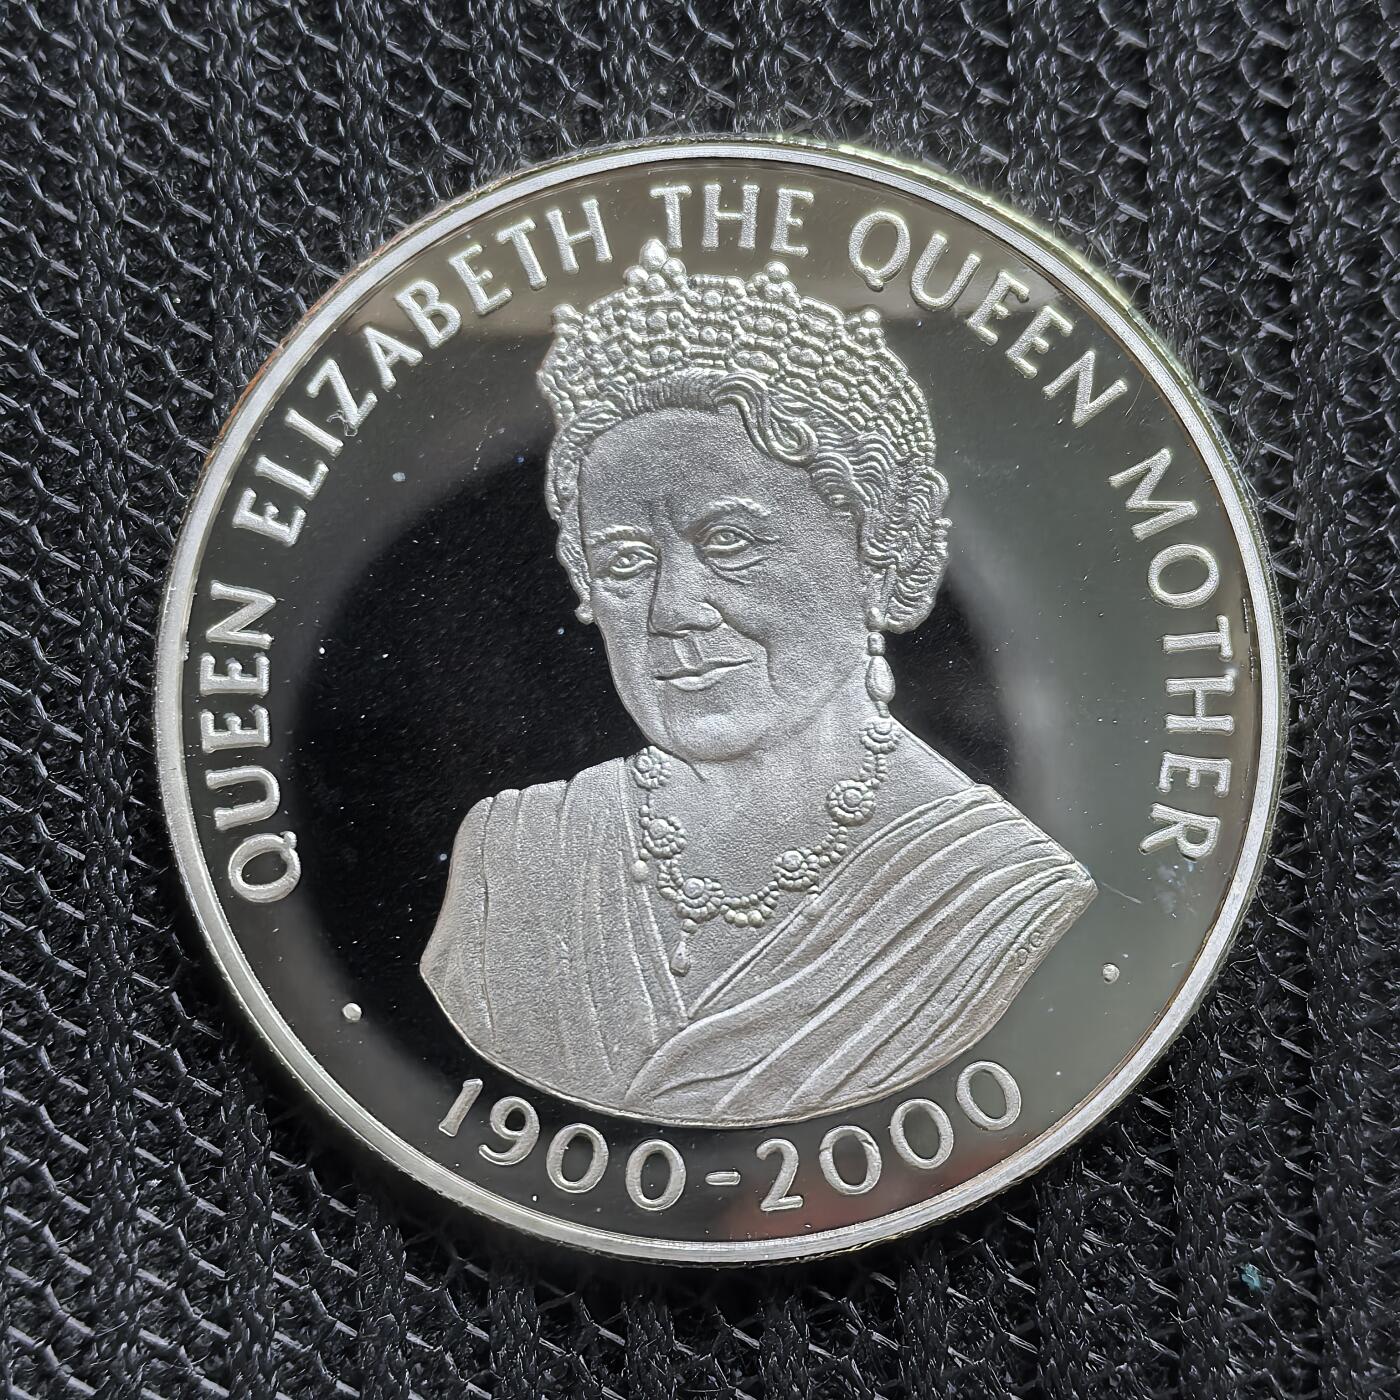 QUEEN ELIZABETH THE QUEEN MOTHER
1900-2000